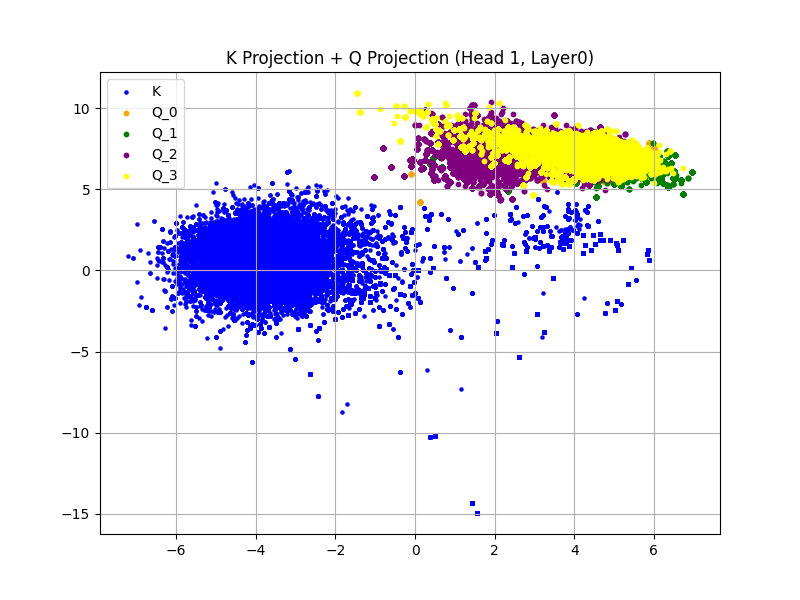 K Projection + Q Projection (Head 1, Layer0)
K
Q_0
Q_1
Q_2
Q_3
10
5
0
−5
−10
−15
−6 −4 −2 0 2 4 6